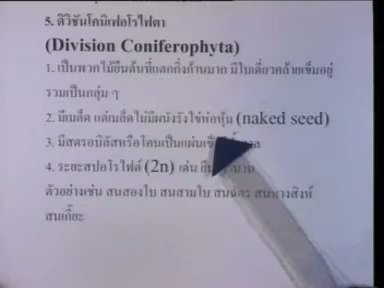 5. ดิวิชันโคนิเฟอโรไฟตา
(Division Coniferophyta)
1. เป็นพวกไม้ยืนต้นที่แตกกิ่งก้านมาก มีใบเดี่ยวคล้ายเข็มอยู่
รวมเป็นกลุ่ม ๆ
2. มีเมล็ด แต่เมล็ดไม่มีผนังรังไข่ห่อหุ้ม (naked seed)
3. มีสตรอบิลัสหรือโคนเป็นแผ่นแข็
4. ระยะสปอโรไฟต์ (2n) เด่น
ตัวอย่างเช่น สนสองใบ สนสามใบ สนฉัตร สนหางสิงห์
สนเกี๊ยะ